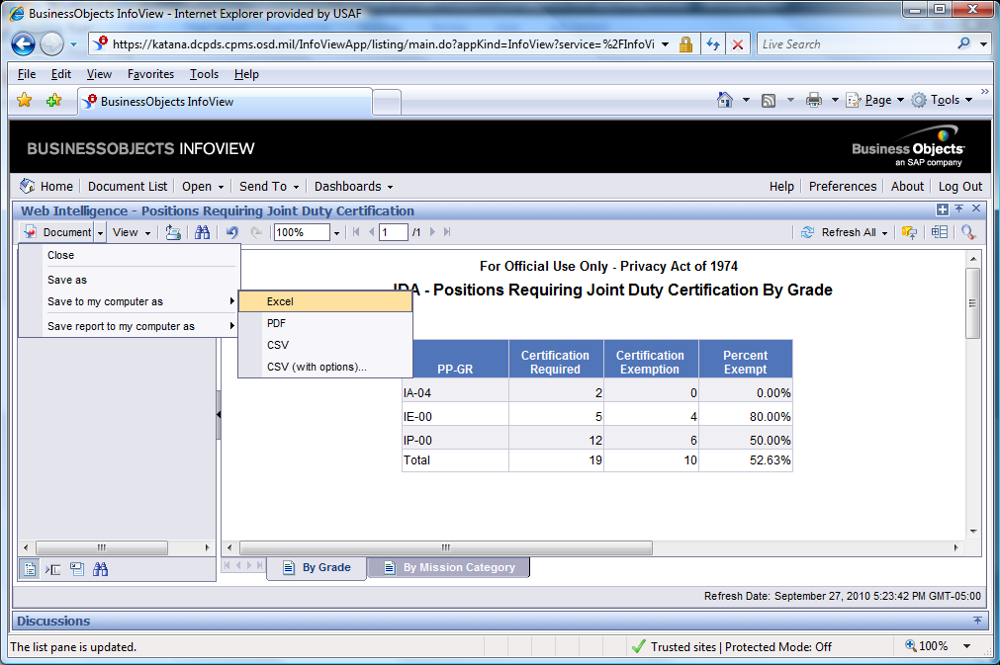 BusinessObjects InfoView - Internet Explorer provided by USAF
https://katana.dcpds.cpms.osd.mil/InfoViewApp/listing/main.do?appKind=InfoView?service=%2FInfoVi
Live Search
File Edit View Favorites Tools Help
BusinessObjects InfoView
Page Tools
BUSINESSOBJECTS INFOVIEW
Business Objects
an SAP company
Home Document List Open Send To Dashboards Help Preferences About Log Out
Web Intelligence - Positions Requiring Joint Duty Certification
Document View 100% 1 /1 Refresh All
Close
Save as
Save to my computer as
Save report to my computer as
Excel
PDF
CSV
CSV (with options)...
For Official Use Only - Privacy Act of 1974
IDA - Positions Requiring Joint Duty Certification By Grade
PP-GR Certification Required Certification Exemption Percent Exempt
IA-04 2 0 0.00%
IE-00 5 4 80.00%
IP-00 12 6 50.00%
Total 19 10 52.63%
By Grade By Mission Category
Refresh Date: September 27, 2010 5:23:42 PM GMT-05:00
Discussions
The list pane is updated. Trusted sites | Protected Mode: Off 100%